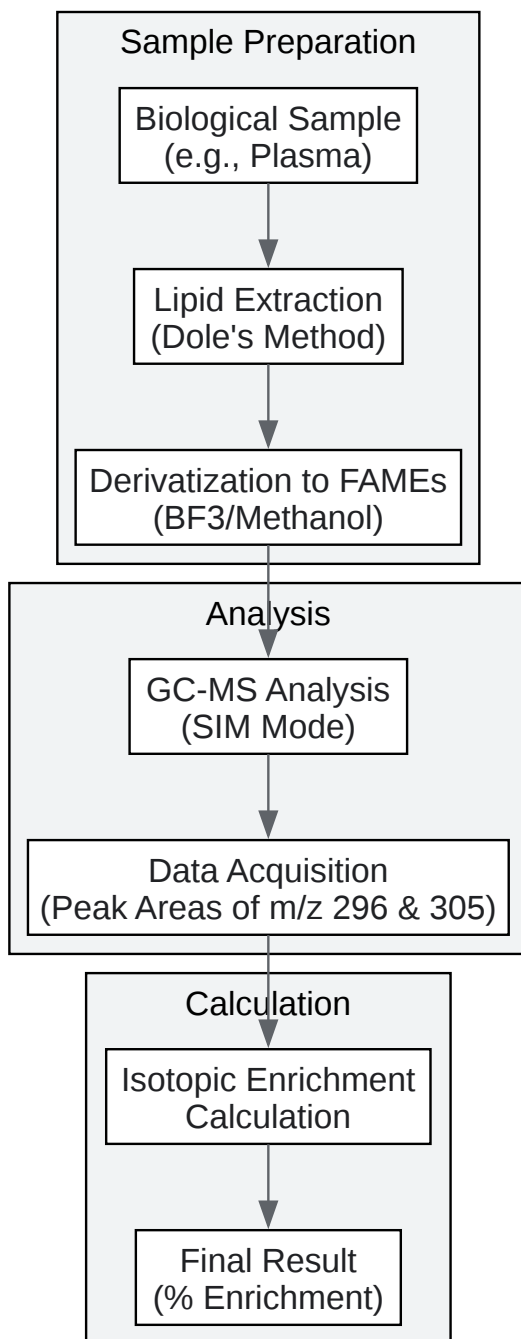 Sample Preparation
Biological Sample
(e.g., Plasma)
Lipid Extraction
(Dole's Method)
Derivatization to FAMEs
(BF3/Methanol)
Analysis
GC-MS Analysis
(SIM Mode)
Data Acquisition
(Peak Areas of m/z 296 & 305)
Calculation
Isotopic Enrichment
Calculation
Final Result
(% Enrichment)